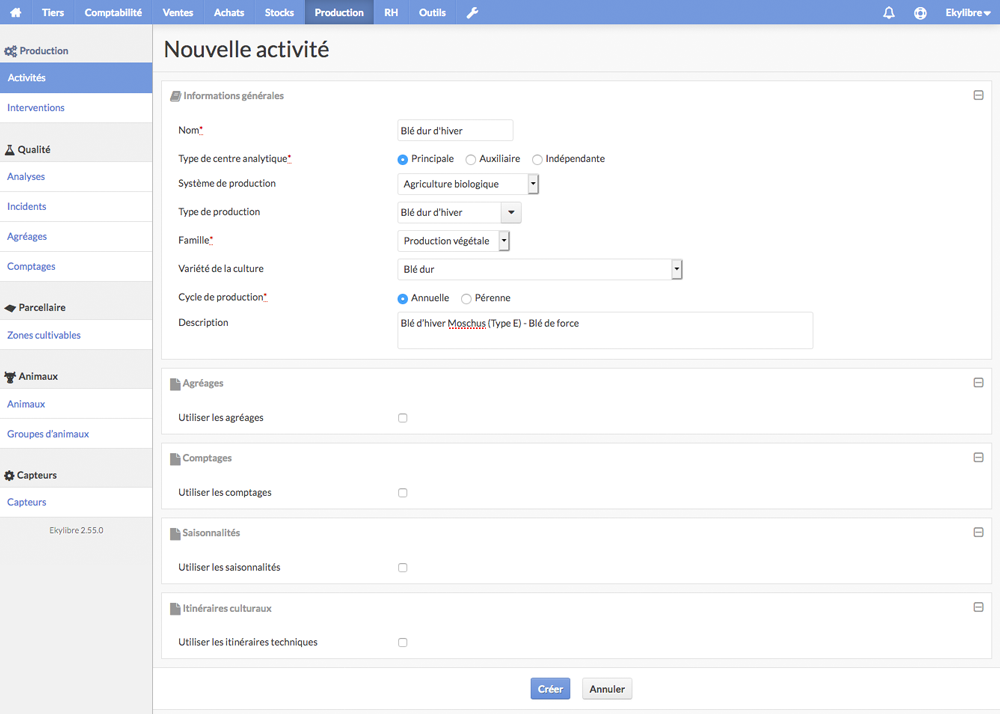 Tiers Comptabilité Ventes Achats Stocks Production RH Outils Ekylibre
Production
Activités
Interventions
Qualité
Analyses
Incidents
Agréages
Comptages
Parcellaire
Zones cultivables
Animaux
Animaux
Groupes d'animaux
Capteurs
Capteurs
Ekylibre 2.55.0
Nouvelle activité
Informations générales
Nom* Blé dur d'hiver
Type de centre analytique* Principale Auxiliaire Indépendante
Système de production Agriculture biologique
Type de production Blé dur d'hiver
Famille* Production végétale
Variété de la culture Blé dur
Cycle de production* Annuelle Pérenne
Description Blé d'hiver Moschus (Type E) - Blé de force
Agréages
Utiliser les agréages
Comptages
Utiliser les comptages
Saisonnalités
Utiliser les saisonnalités
Itinéraires culturaux
Utiliser les itinéraires techniques
Créer Annuler